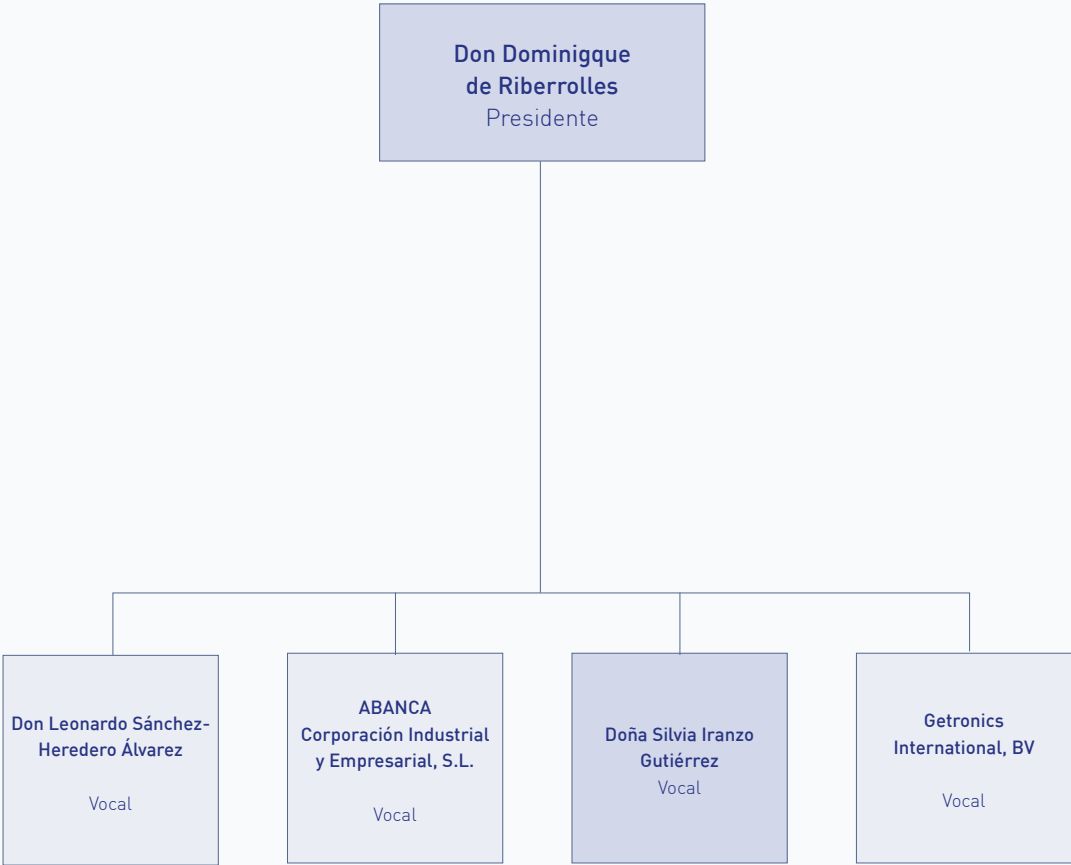 Don Dominigque
de Riberrolles
Presidente
Don Leonardo Sánchez-
Heredero Álvarez
Vocal
ABANCA
Corporación Industrial
y Empresarial, S.L.
Vocal
Doña Silvia Iranzo
Gutiérrez
Vocal
Getronics
International, BV
Vocal